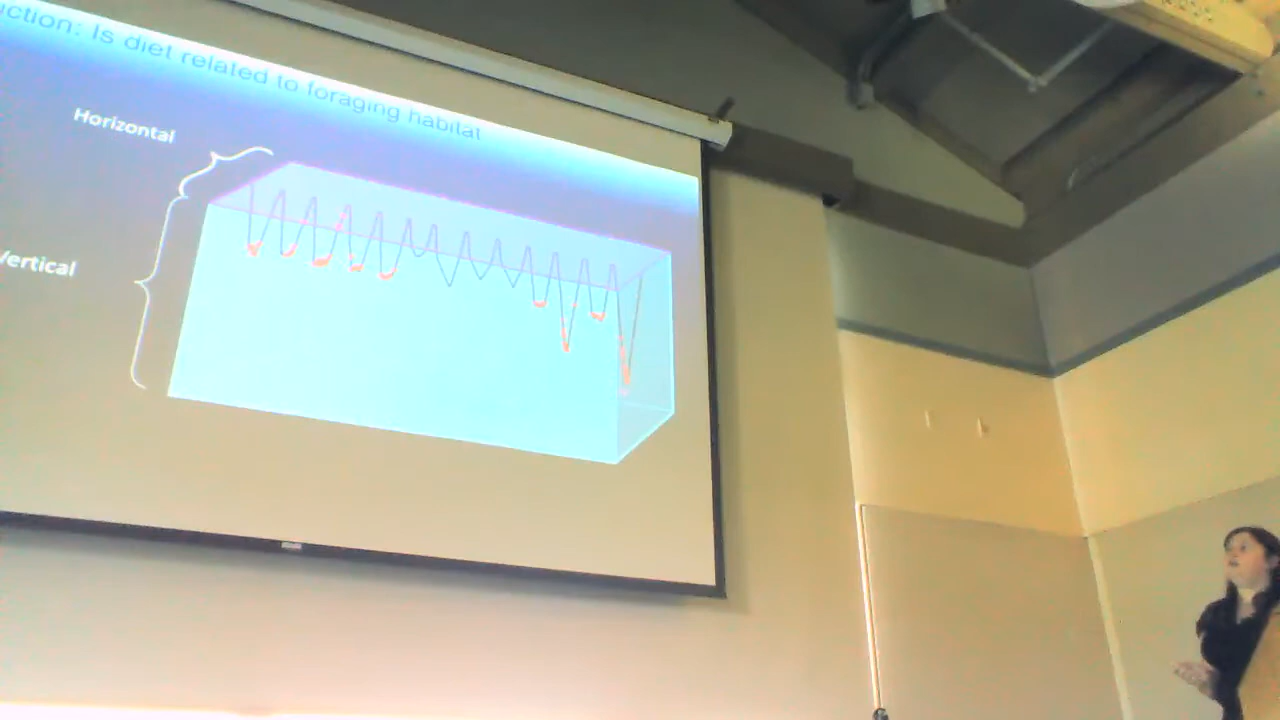 ction: Is diet related to foraging habitat
Horizontal
Vertical